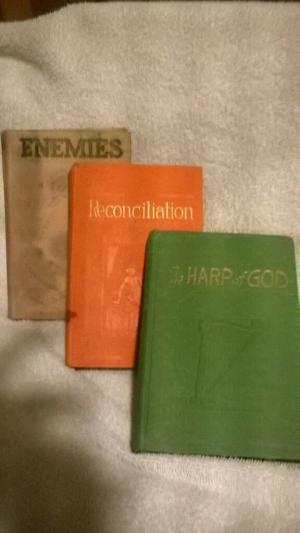 ENEMIES
Reconciliation
The HARP of GOD